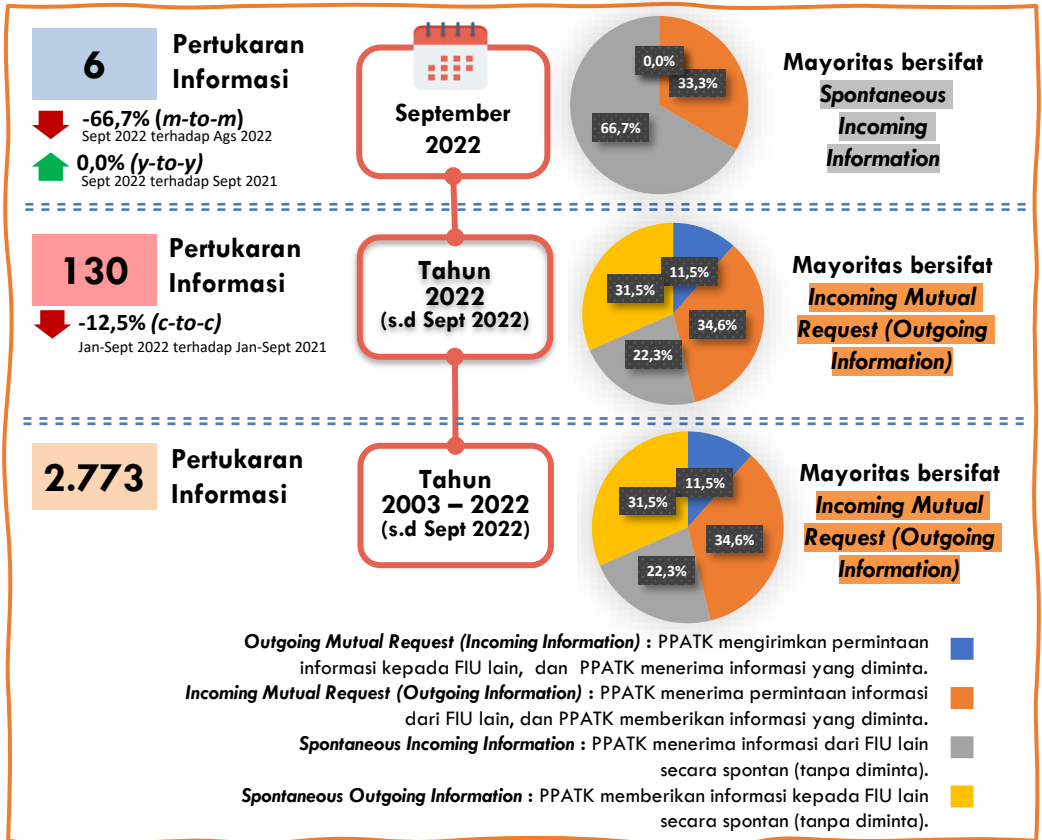 6
Pertukaran
Informasi
-66,7% (m-to-m)
Sept 2022 terhadap Ags 2022
0,0% (y-to-y)
Sept 2022 terhadap Sept 2021
September
2022
0,0%
33,3%
66,7%
Mayoritas bersifat
Spontaneous
Incoming
Information
130
Pertukaran
Informasi
-12,5% (c-to-c)
Jan-Sept 2022 terhadap Jan-Sept 2021
Tahun
2022
(s.d Sept 2022)
11,5%
31,5%
34,6%
22,3%
Mayoritas bersifat
Incoming Mutual
Request (Outgoing
Information)
2.773
Pertukaran
Informasi
Tahun
2003 – 2022
(s.d Sept 2022)
11,5%
31,5%
34,6%
22,3%
Mayoritas bersifat
Incoming Mutual
Request (Outgoing
Information)
Outgoing Mutual Request (Incoming Information) : PPATK mengirimkan permintaan
informasi kepada FIU lain, dan PPATK menerima informasi yang diminta.
Incoming Mutual Request (Outgoing Information) : PPATK menerima permintaan informasi
dari FIU lain, dan PPATK memberikan informasi yang diminta.
Spontaneous Incoming Information : PPATK menerima informasi dari FIU lain
secara spontan (tanpa diminta).
Spontaneous Outgoing Information : PPATK memberikan informasi kepada FIU lain
secara spontan (tanpa diminta).